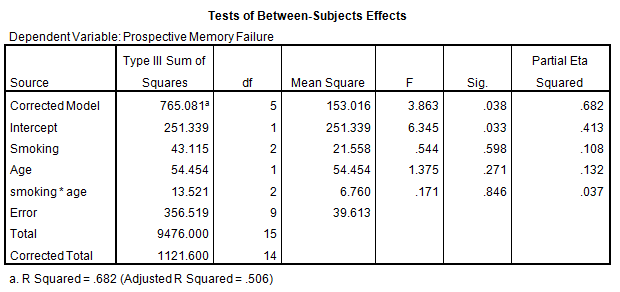 Tests of Between-Subjects Effects
Dependent Variable: Prospective Memory Failure
Source Type III Sum of Squares df Mean Square F Sig. Partial Eta Squared
Corrected Model 765.081a 5 153.016 3.863 .038 .682
Intercept 251.339 1 251.339 6.345 .033 .413
Smoking 43.115 2 21.558 .544 .598 .108
Age 54.454 1 54.454 1.375 .271 .132
smoking * age 13.521 2 6.760 .171 .846 .037
Error 356.519 9 39.613
Total 9476.000 15
Corrected Total 1121.600 14
a. R Squared = .682 (Adjusted R Squared = .506)